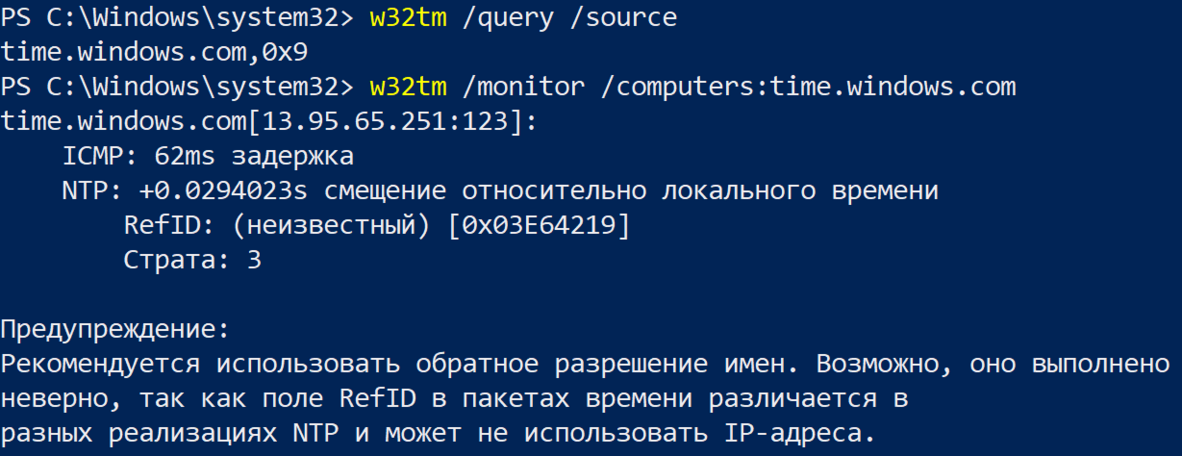 PS C:\Windows\system32> w32tm /query /source
time.windows.com,0x9
PS C:\Windows\system32> w32tm /monitor /computers:time.windows.com
time.windows.com[13.95.65.251:123]:
ICMP: 62ms задержка
NTP: +0.0294023s смещение относительно локального времени
RefID: (неизвестный) [0x03E64219]
Страта: 3
Предупреждение:
Рекомендуется использовать обратное разрешение имен. Возможно, оно выполнено
неверно, так как поле RefID в пакетах времени различается в
разных реализациях NTP и может не использовать IP-адреса.